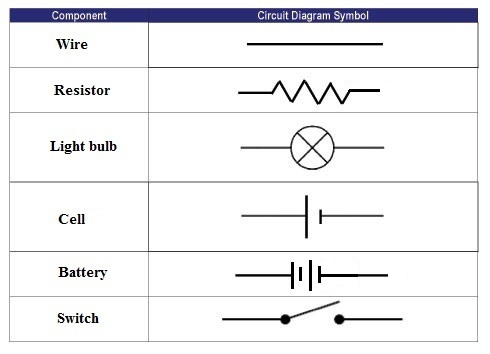 Component Circuit Diagram Symbol
Wire
Resistor
Light bulb
Cell
Battery
Switch